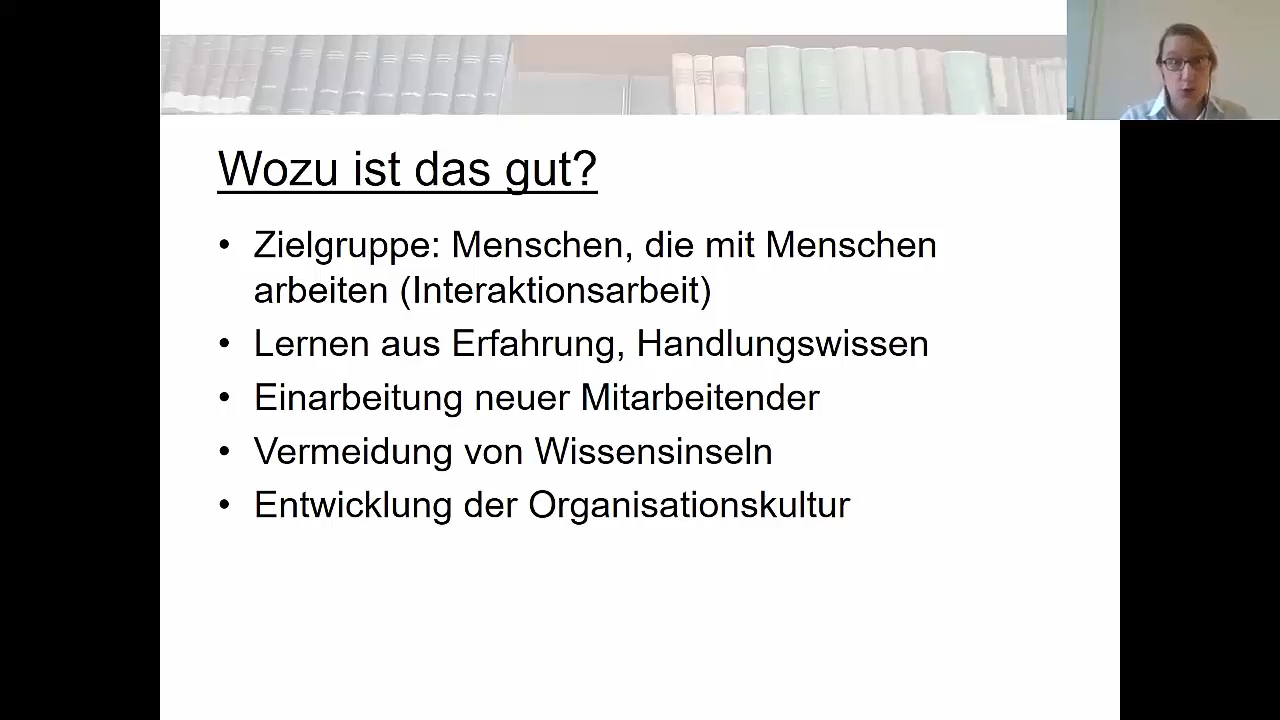 Wozu ist das gut?
• Zielgruppe: Menschen, die mit Menschen
arbeiten (Interaktionsarbeit)
• Lernen aus Erfahrung, Handlungswissen
• Einarbeitung neuer Mitarbeitender
• Vermeidung von Wissensinseln
• Entwicklung der Organisationskultur